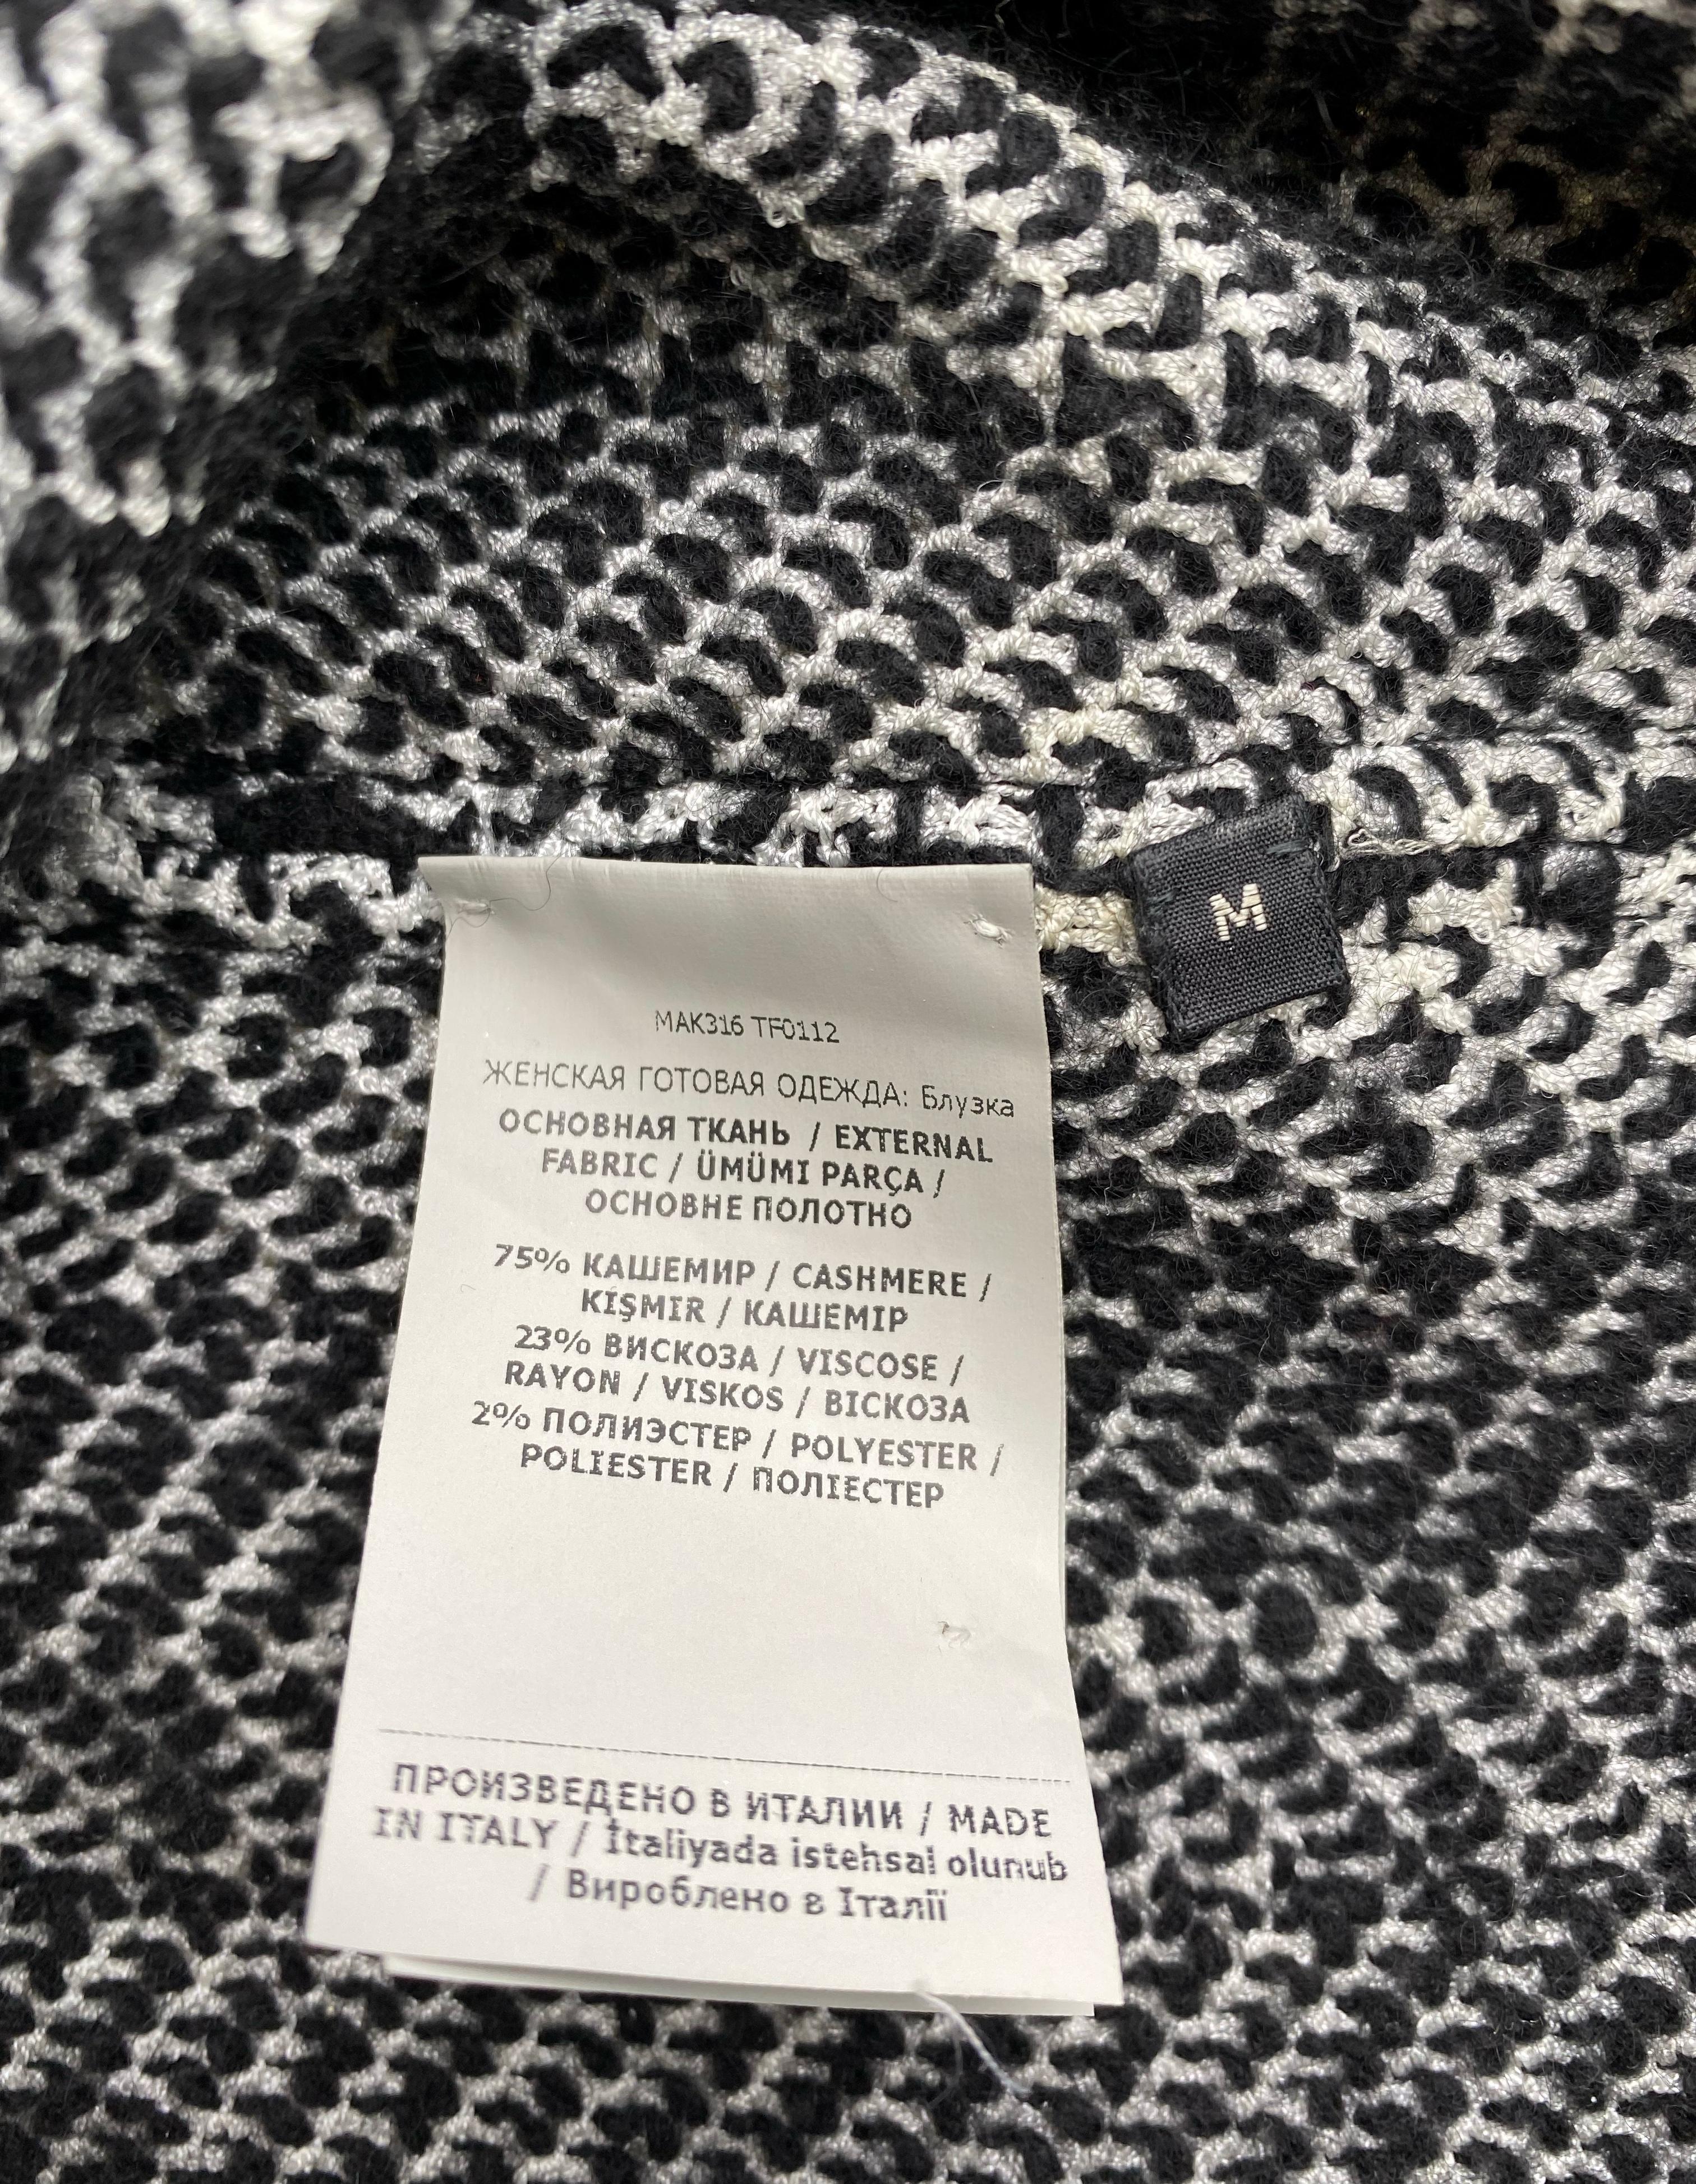 M
MAK316 TF0112
ЖЕНСКАЯ ГОТОВАЯ ОДЕЖДА: Блузка
ОСНОВНАЯ ТКАНЬ / EXTERNAL
FABRIC / ÜMÜMI PARÇA /
ОСНОВНЕ ПОЛОТНО
75% КАШЕМИР / CASHMERE /
KIŞMIR / КАШЕМІР
23% ВИСКОЗА / VISCOSE /
RAYON / VISKOS / ВІСКОЗА
2% ПОЛИЭСТЕР / POLYESTER /
POLIESTER / ПОЛІЕСТЕР
ПРОИЗВЕДЕНО В ИТАЛИИ / MADE
IN ITALY / İtaliyada istehsal olunub
/ Вироблено в Італії